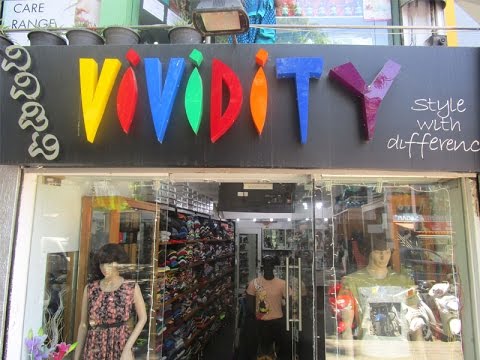 CARE
RANGE
ವಿವಿಡಿಟಿ
ViViDiTY
style
with
differenc